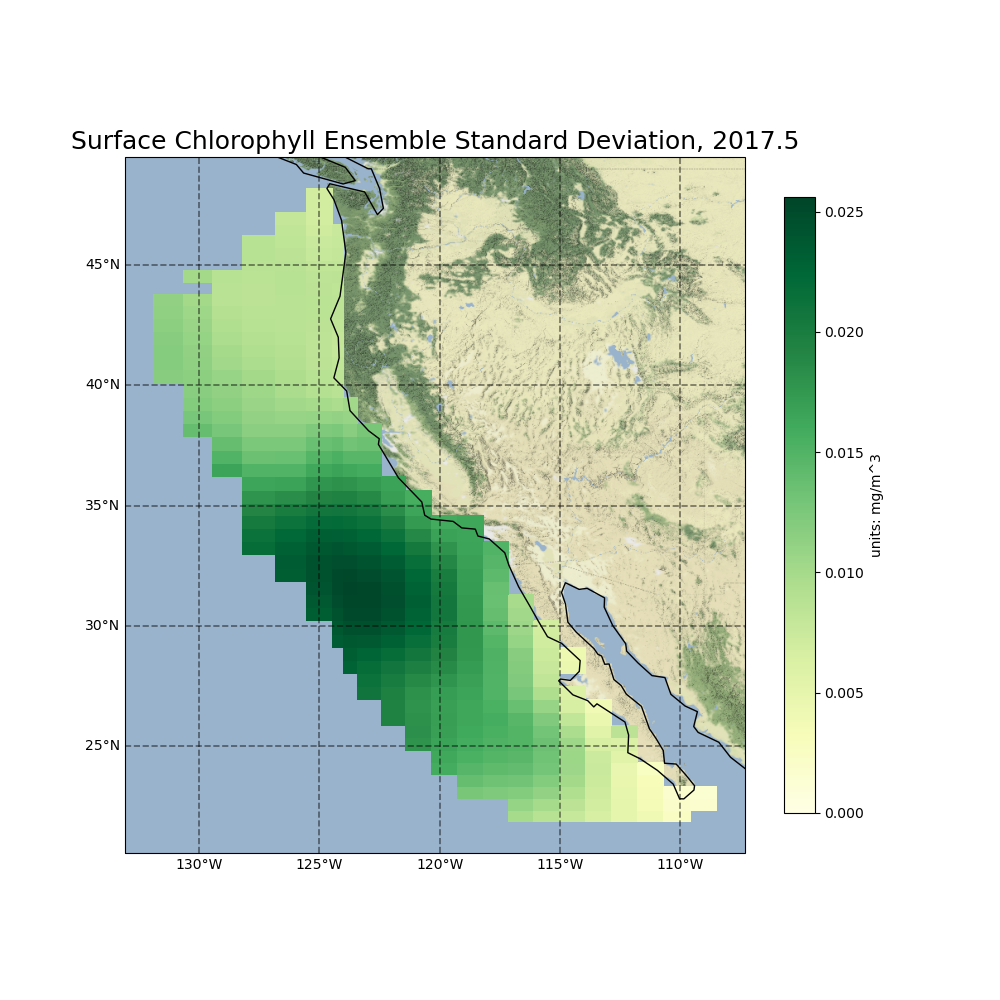 Surface Chlorophyll Ensemble Standard Deviation, 2017.5
45°N
40°N
35°N
30°N
25°N
130°W
125°W
120°W
115°W
110°W
0.025
0.020
0.015
0.010
0.005
0.000
units: mg/m^3